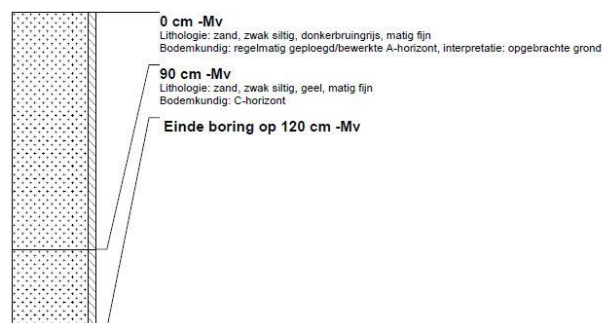 0 cm -Mv
Lithologie: zand, zwak siltig, donkerbruingrijs, matig fijn
Bodemkundig: regelmatig geploegd/bewerkte A-horizont, interpretatie: opgebrachte grond
90 cm -Mv
Lithologie: zand, zwak siltig, geel, matig fijn
Bodemkundig: C-horizont
Einde boring op 120 cm -Mv